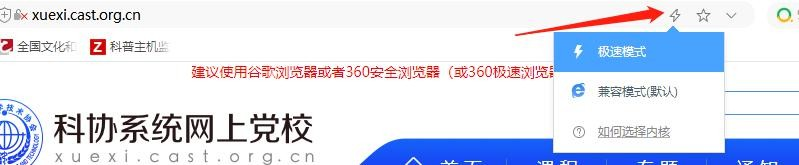 xuexi.cast.org.cn
全国文化和
科普主机监
极速模式
建议使用谷歌浏览器或者360安全浏览器（或360极速浏览器
兼容模式(默认)
如何选择内核
科协系统网上党校
xuexi.cast.org.cn
首页
课程
专题
通知